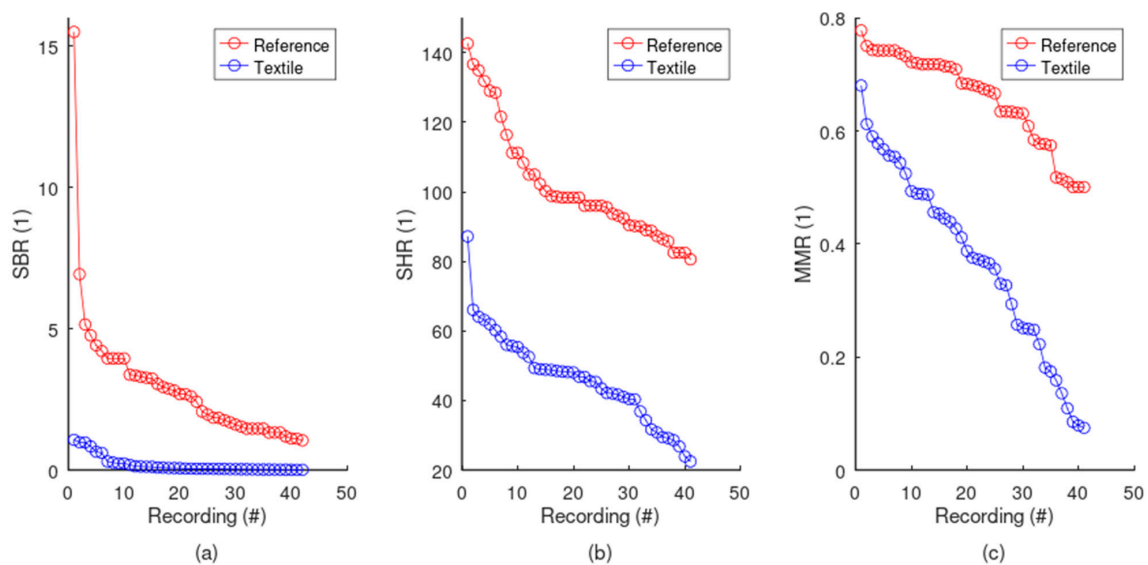 15
10
5
0
SBR (1)
Reference
Textile
0 10 20 30 40 50
Recording (#)
(a)
140
120
100
80
60
40
20
SHR (1)
Reference
Textile
0 10 20 30 40 50
Recording (#)
(b)
0.8
0.6
0.4
0.2
0
MMR (1)
Reference
Textile
0 10 20 30 40 50
Recording (#)
(c)